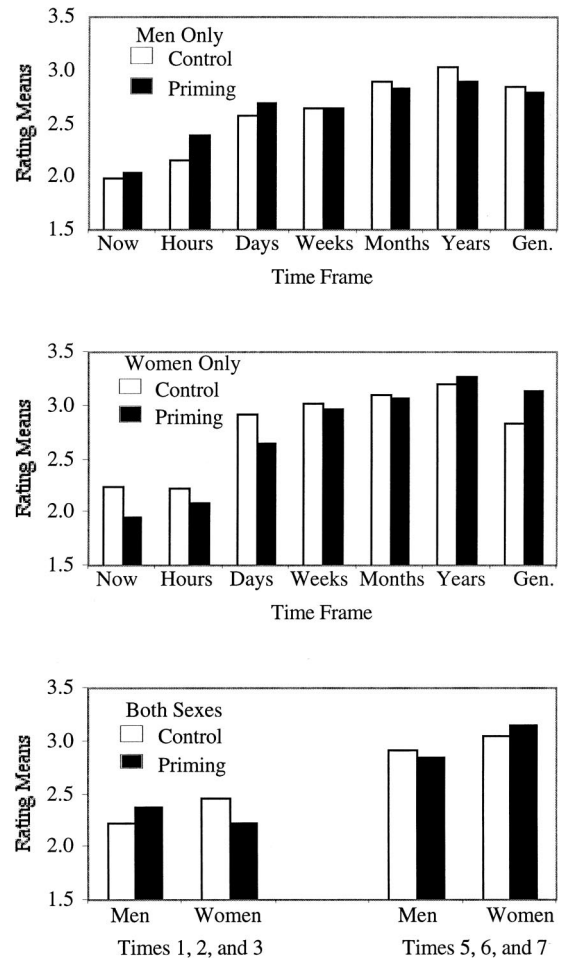 3.5
3.0
2.5
2.0
1.5
Rating Means
Men Only
Control
Priming
Now Hours Days Weeks Months Years Gen.
Time Frame
3.5
3.0
2.5
2.0
1.5
Rating Means
Women Only
Control
Priming
Now Hours Days Weeks Months Years Gen.
Time Frame
3.5
3.0
2.5
2.0
1.5
Rating Means
Both Sexes
Control
Priming
Men Women Men Women
Times 1, 2, and 3 Times 5, 6, and 7